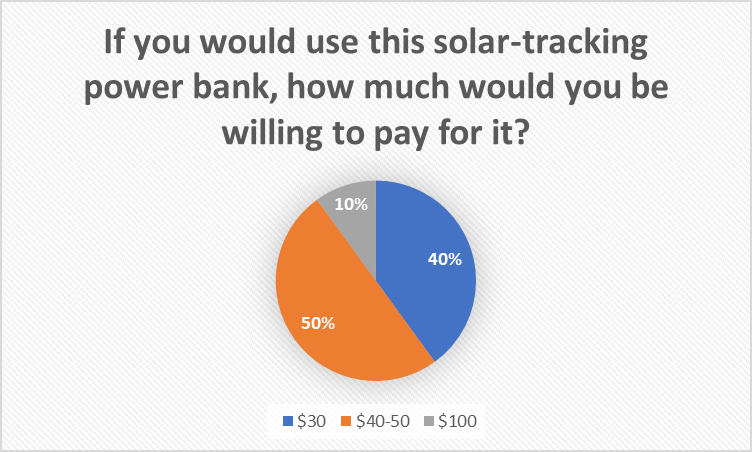 If you would use this solar-tracking
power bank, how much would you be
willing to pay for it?
10%
40%
50%
$30 $40-50 $100